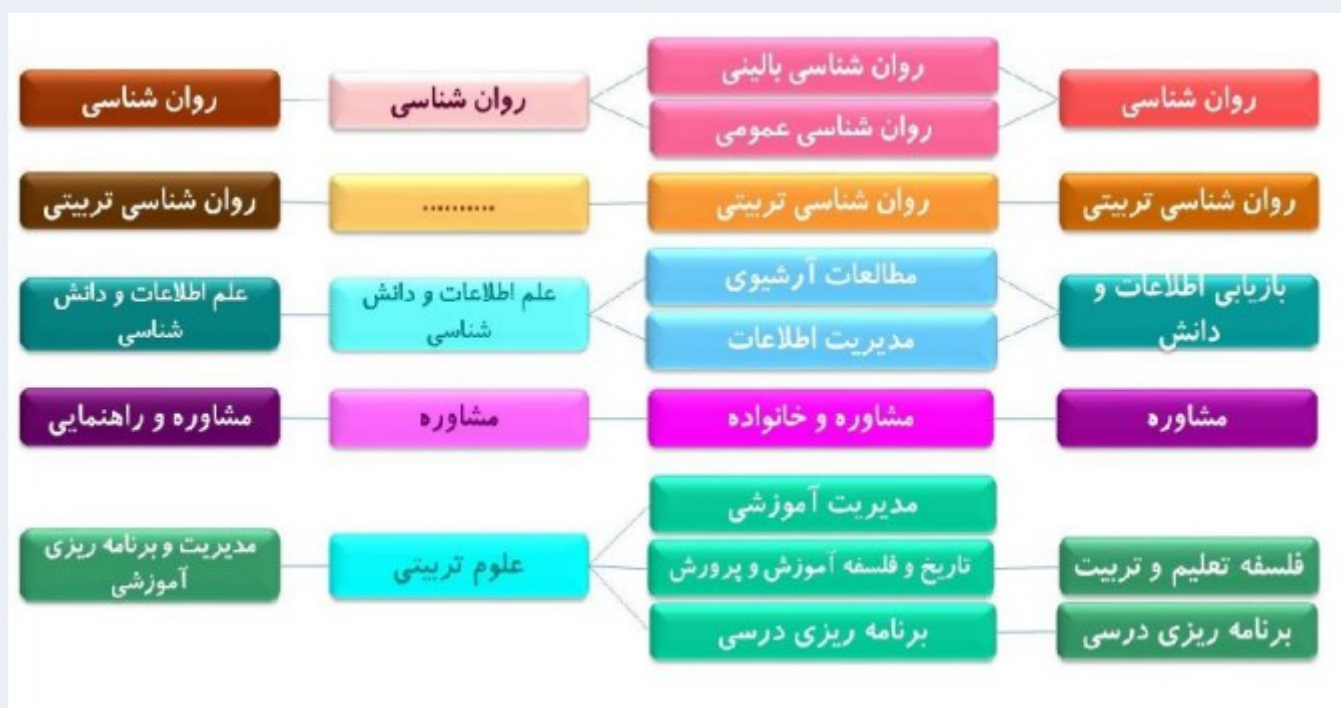 روان شناسی
روان شناسی بالینی
روان شناسی عمومی
روان شناسی
روان شناسی
روان شناسی تربیتی
روان شناسی تربیتی
..........
روان شناسی تربیتی
بازیابی اطلاعات و
دانش
مطالعات آرشیوی
مدیریت اطلاعات
علم اطلاعات و دانش
شناسی
علم اطلاعات و دانش
شناسی
مشاوره
مشاوره و خانواده
مشاوره
مشاوره و راهنمایی
مدیریت آموزشی
فلسفه تعلیم و تربیت
تاریخ و فلسفه آموزش و پرورش
علوم تربیتی
مدیریت و برنامه ریزی
آموزشی
برنامه ریزی درسی
برنامه ریزی درسی